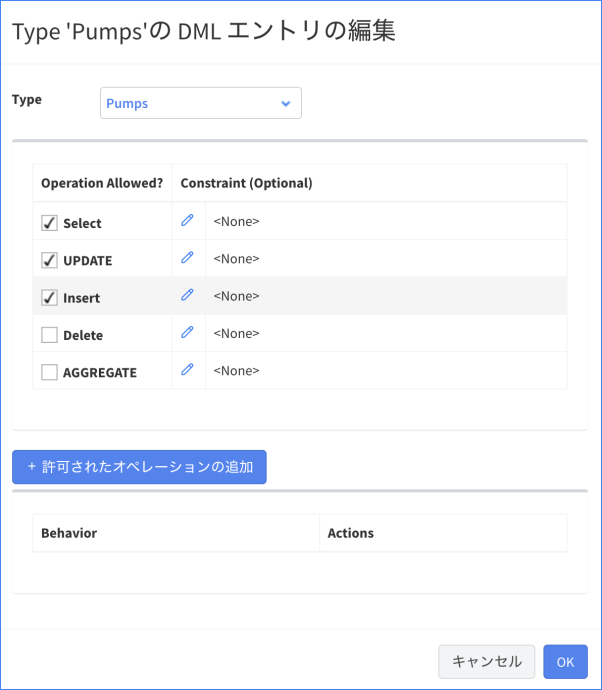 Type 'Pumps'の DML エントリの編集
Type
Pumps
Operation Allowed? Constraint (Optional)
Select <None>
UPDATE <None>
Insert <None>
Delete <None>
AGGREGATE <None>
+ 許可されたオペレーションの追加
Behavior Actions
キャンセル OK